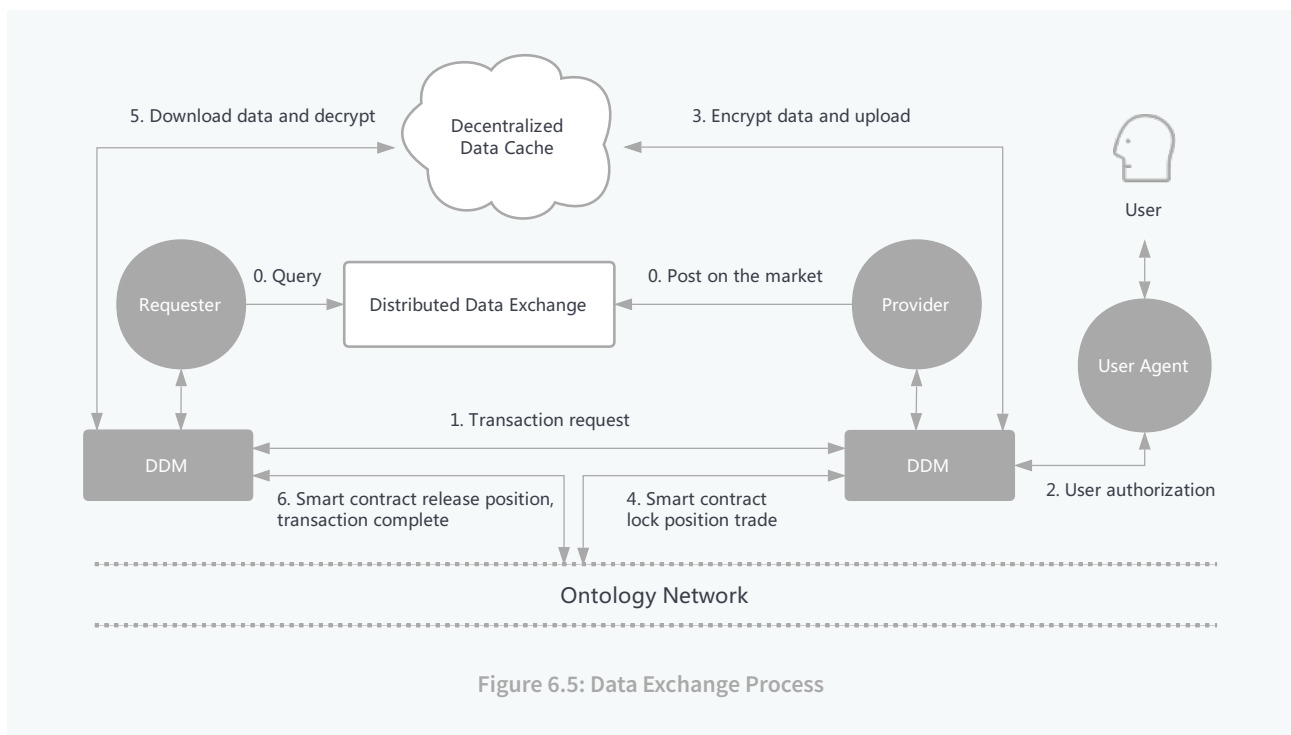 5. Download data and decrypt
Decentralized
Data Cache
3. Encrypt data and upload
User
Requester
0. Query
Distributed Data Exchange
0. Post on the market
Provider
User Agent
1. Transaction request
DDM
DDM
6. Smart contract release position,
transaction complete
4. Smart contract
lock position trade
2. User authorization
Ontology Network
Figure 6.5: Data Exchange Process